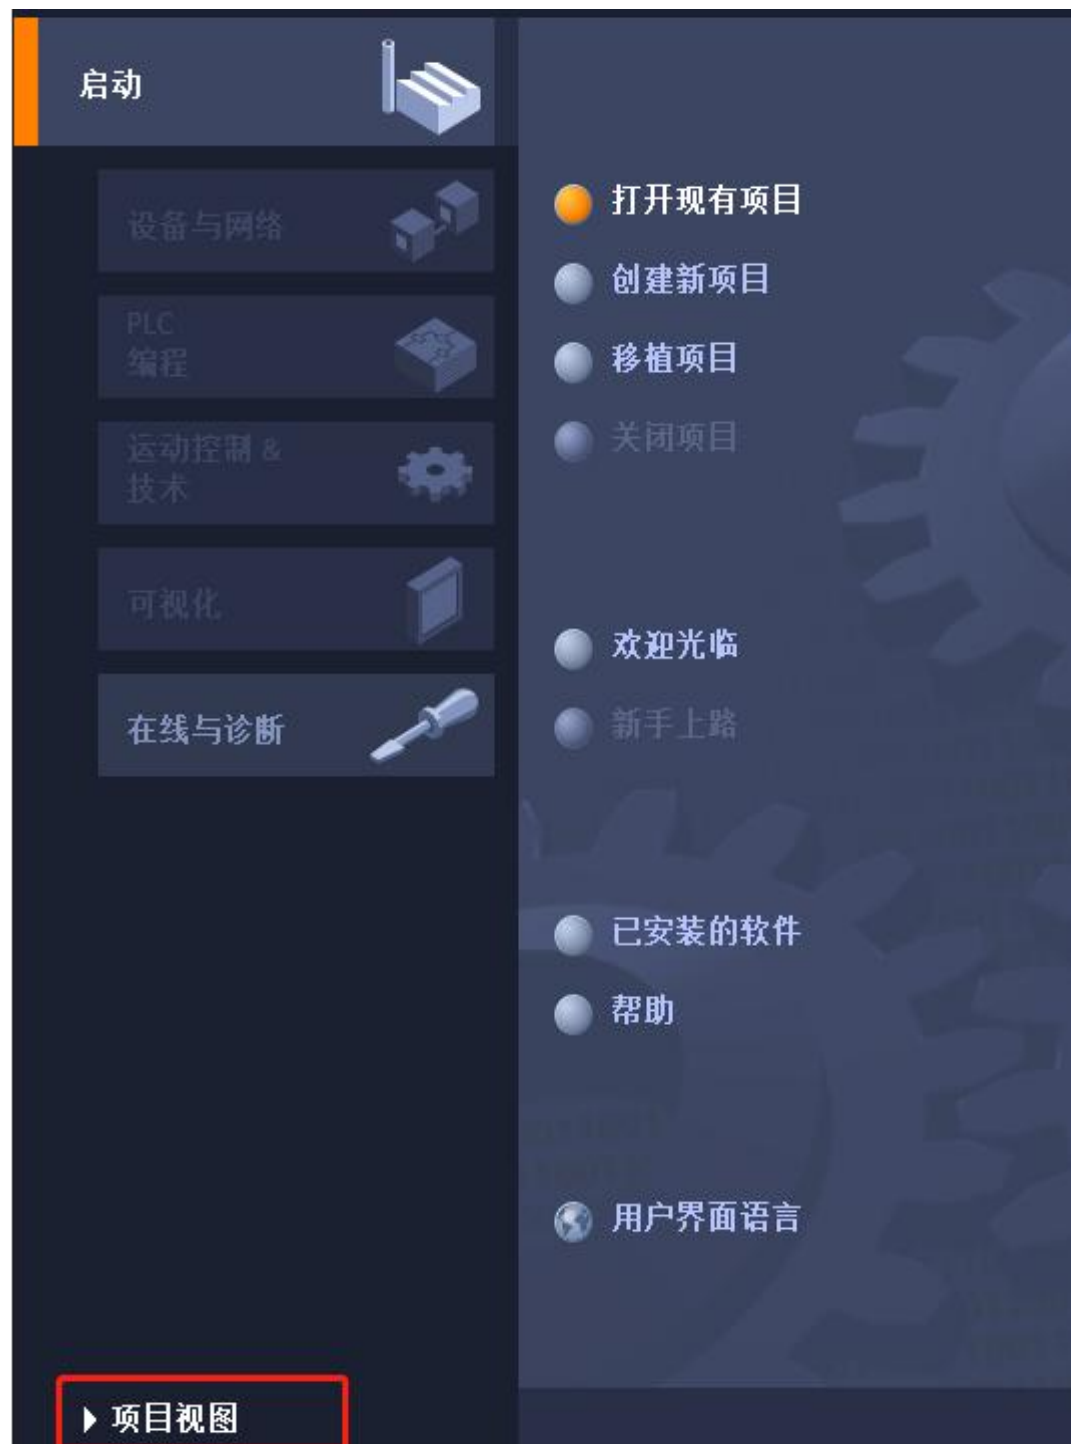 启动
设备与网络
PLC
编程
运动控制 &
技术
可视化
在线与诊断
项目视图
打开现有项目
创建新项目
移植项目
关闭项目
欢迎光临
新手上路
已安装的软件
帮助
用户界面语言